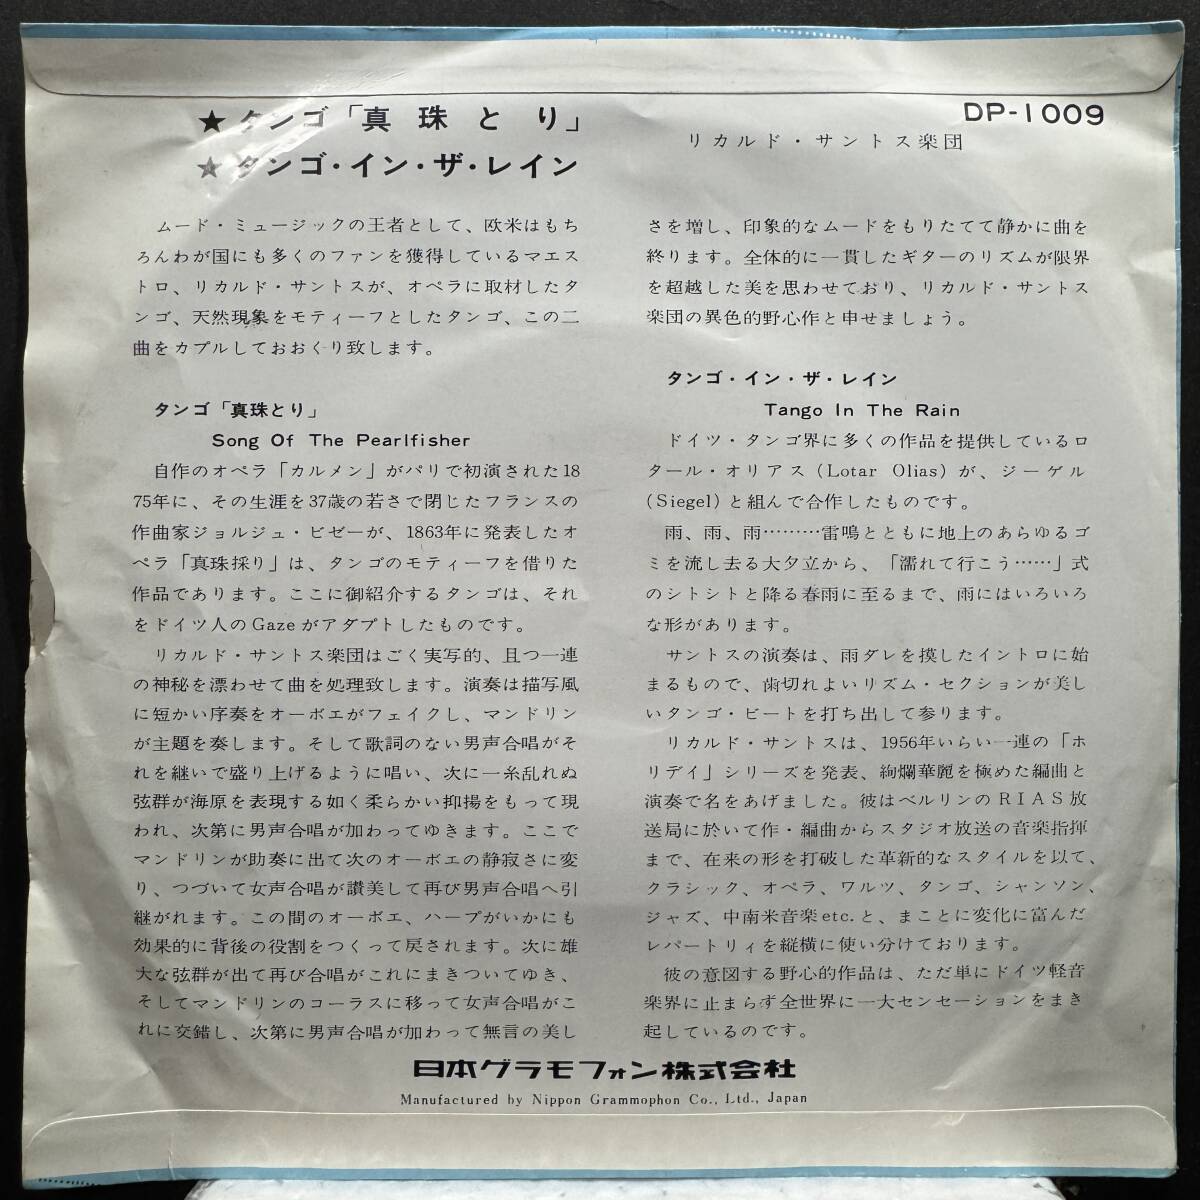 ★ タンゴ「真珠とり」
★ タンゴ・イン・ザ・レイン
DP-1009
リカルド・サントス楽団
ムード・ミュージックの王者として、欧米はもち
ろんわが国にも多くのファンを獲得しているマエス
トロ、リカルド・サントスが、オペラに取材したタ
ンゴ、天然現象をモティーフとしたタンゴ、この二
曲をカプルしておおくり致します。
タンゴ「真珠とり」
Song Of The Pearlfisher
自作のオペラ「カルメン」がパリで初演された18
75年に、その生涯を37歳の若さで閉じたフランスの
作曲家ジョルジュ・ビゼーが、1863年に発表したオ
ペラ「真珠採り」は、タンゴのモティーフを借りた
作品であります。ここに御紹介するタンゴは、それ
をドイツ人のGazeがアダプトしたものです。
リカルド・サントス楽団はごく実写的、且つ一連
の神秘を漂わせて曲を処理致します。演奏は描写風
に短かい序奏をオーボエがフェイクし、マンドリン
が主題を奏します。そして歌詞のない男声合唱がそ
れを継いで盛り上げるように唱い、次に一糸乱れぬ
弦群が海原を表現する如く柔らかい抑揚をもって現
われ、次第に男声合唱が加わってゆきます。ここで
マンドリンが助奏に出て次のオーボエの静寂さに変
り、つづいて女声合唱が讃美して再び男声合唱へ引
継がれます。この間のオーボエ、ハープがいかにも
効果的に背後の役割をつくって戻されます。次に雄
大な弦群が出て再び合唱がこれにまきついてゆき、
そしてマンドリンのコーラスに移って女声合唱がこ
れに交錯し、次第に男声合唱が加わって無言の美し
さを増し、印象的なムードをもりたてて静かに曲を
終ります。全体的に一貫したギターのリズムが限界
を超越した美を思わせており、リカルド・サントス
楽団の異色的野心作と申せましょう。
タンゴ・イン・ザ・レイン
Tango In The Rain
ドイツ・タンゴ界に多くの作品を提供しているロ
タール・オリアス(Lotar Olias)が、ジーゲル
(Siegel)と組んで合作したものです。
雨、雨、雨………雷鳴とともに地上のあらゆるゴ
ミを流し去る大夕立から、「濡れて行こう……」式
のシトシトと降る春雨に至るまで、雨にはいろいろ
な形があります。
サントスの演奏は、雨ダレを摸したイントロに始
まるもので、歯切れよいリズム・セクションが美し
いタンゴ・ビートを打ち出して参ります。
リカルド・サントスは、1956年いらい一連の「ホ
リデイ」シリーズを発表、絢爛華麗を極めた編曲と
演奏で名をあげました。彼はベルリンのRIAS放
送局に於いて作・編曲からスタジオ放送の音楽指揮
まで、在来の形を打破した革新的なスタイルを以て、
クラシック、オペラ、ワルツ、タンゴ、シャンソン、
ジャズ、中南米音楽etc.と、まことに変化に富んだ
レパートリィを縦横に使い分けております。
彼の意図する野心的作品は、ただ単にドイツ軽音
楽界に止まらず全世界に一大センセーションをまき
起しているのです。
日本グラモフォン株式会社
Manufactured by Nippon Grammophon Co., Ltd., Japan